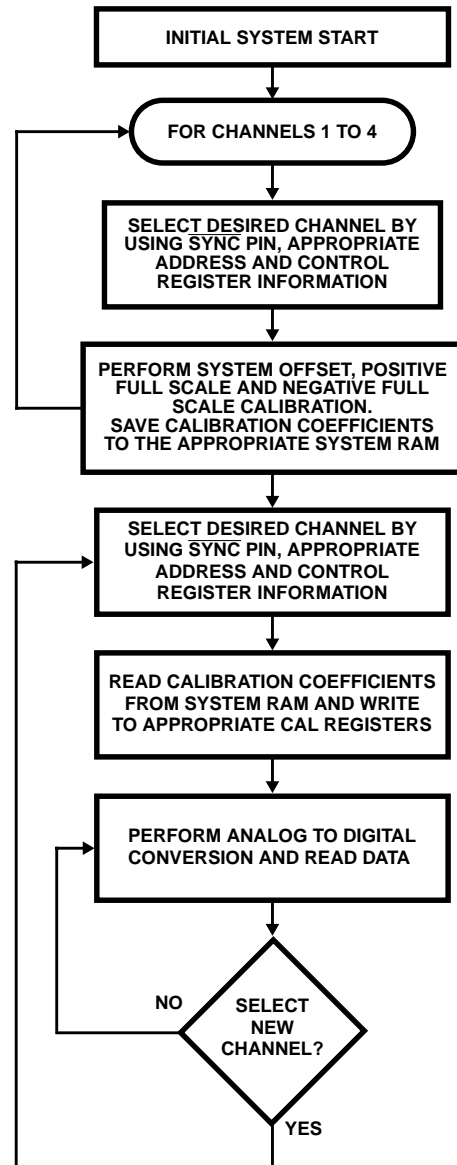 INITIAL SYSTEM START
FOR CHANNELS 1 TO 4
SELECT DESIRED CHANNEL BY
USING SYNC PIN, APPROPRIATE
ADDRESS AND CONTROL
REGISTER INFORMATION
PERFORM SYSTEM OFFSET, POSITIVE
FULL SCALE AND NEGATIVE FULL
SCALE CALIBRATION.
SAVE CALIBRATION COEFFICIENTS
TO THE APPROPRIATE SYSTEM RAM
SELECT DESIRED CHANNEL BY
USING SYNC PIN, APPROPRIATE
ADDRESS AND CONTROL
REGISTER INFORMATION
READ CALIBRATION COEFFICIENTS
FROM SYSTEM RAM AND WRITE
TO APPROPRIATE CAL REGISTERS
PERFORM ANALOG TO DIGITAL
CONVERSION AND READ DATA
NO
SELECT
NEW
CHANNEL?
YES